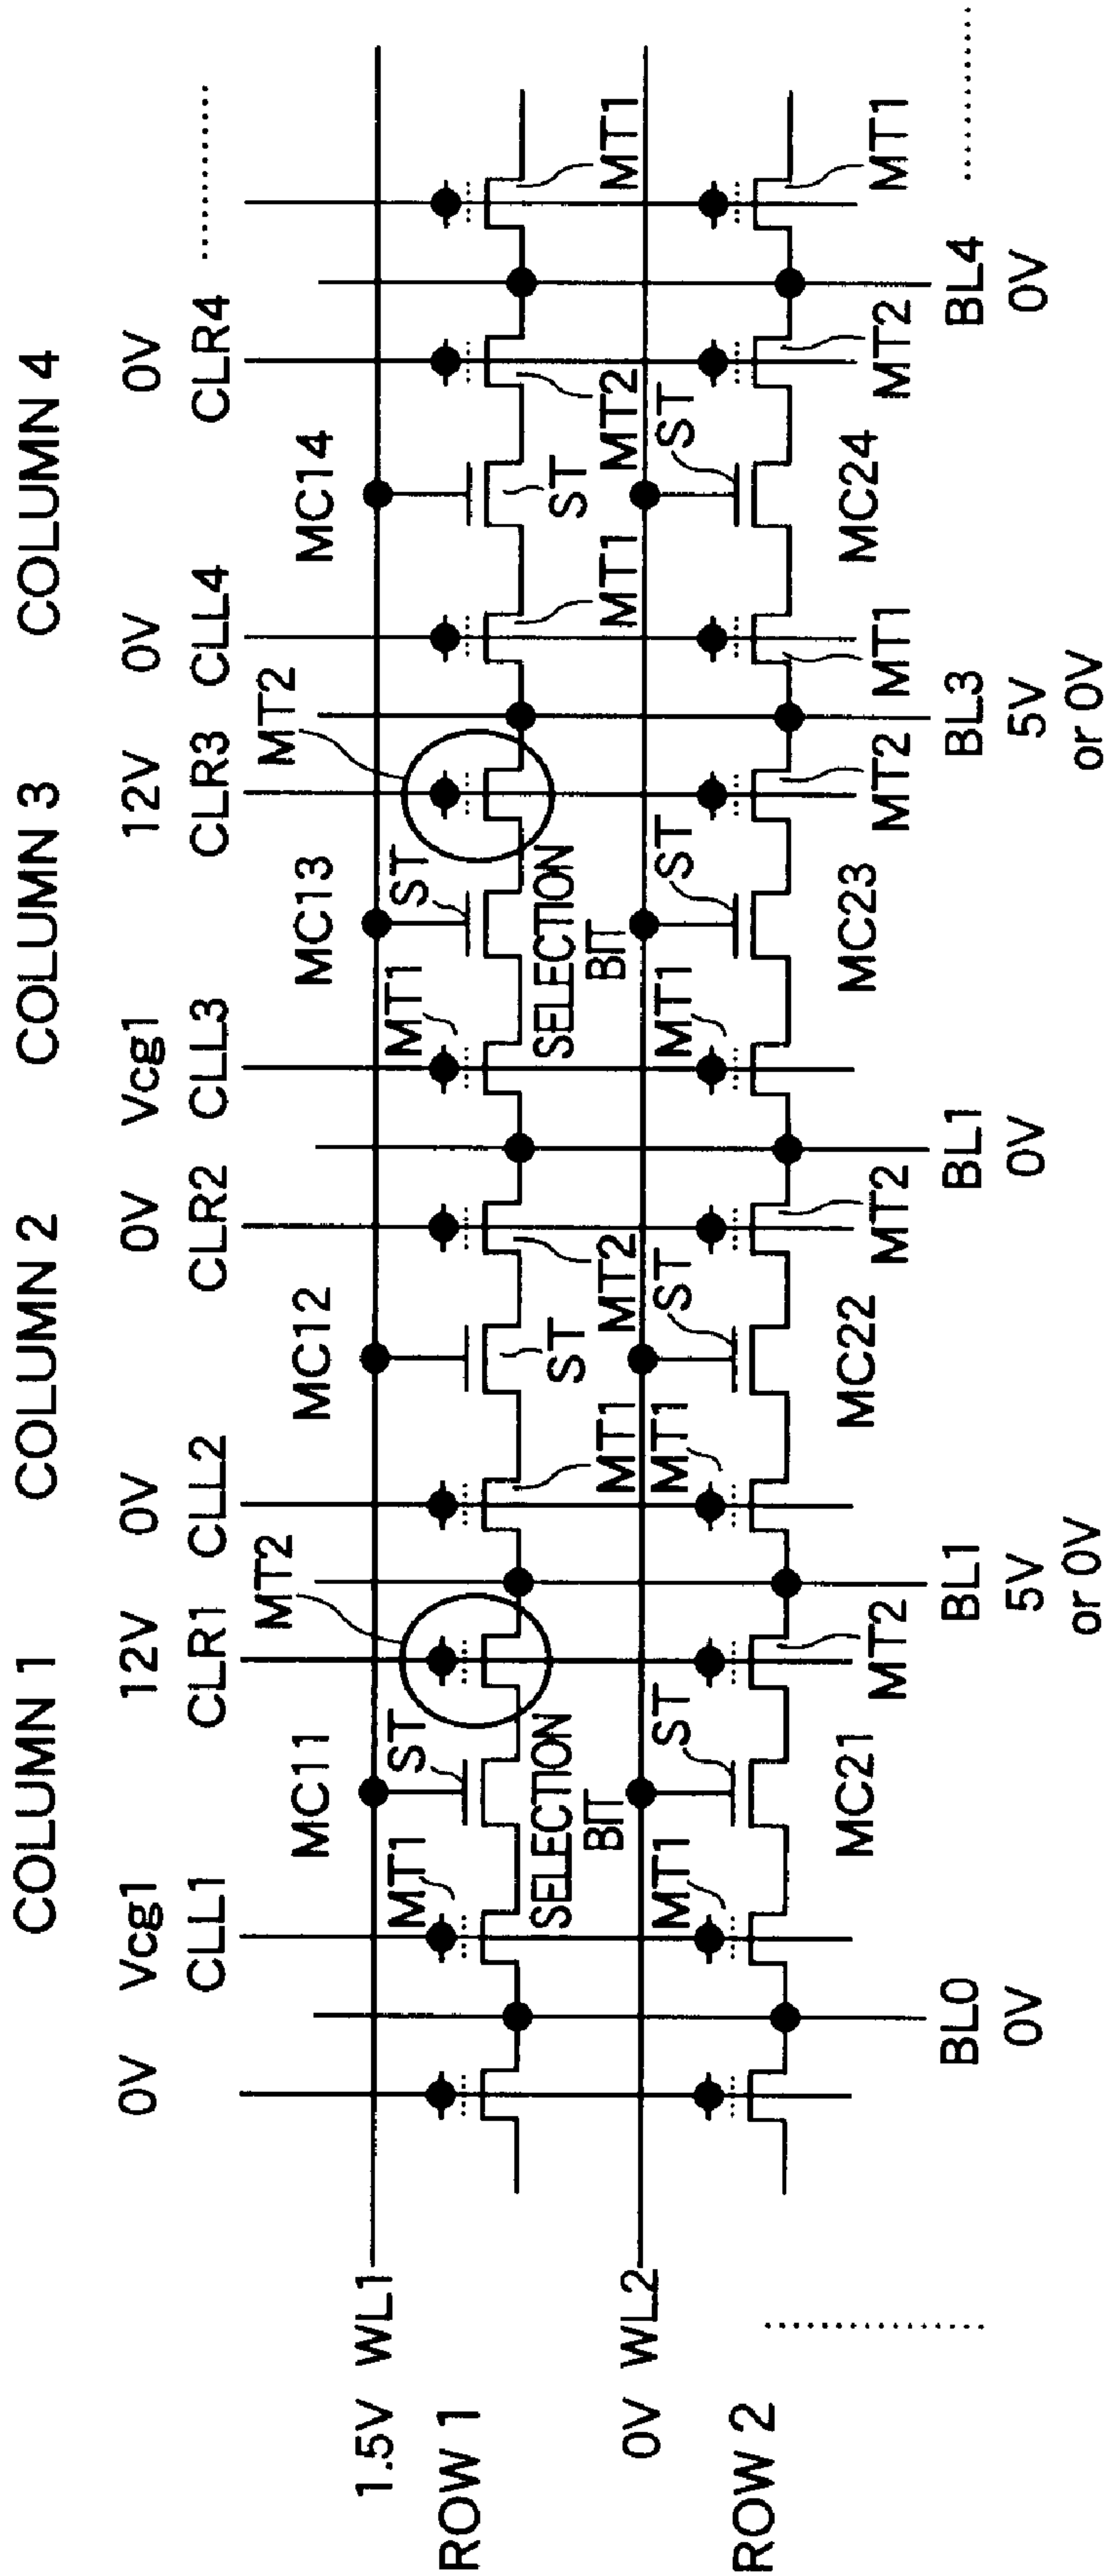 COLUMN 1 COLUMN 2 COLUMN 3 COLUMN 4
0V Vcg1 12V 0V 0V Vcg1 12V 0V 0V
CLL1 CLR1 CLL2 CLR2 CLL3 CLR3 CLL4 CLR4
MT2 MT2
MC11 MC12 MC13 MC14
1.5V WL1
MT1 ST MT1 ST
ROW 1
SELECTION BIT ST SELECTION BIT ST
MT1 MT2 MT1 MT2 MT1
0V WL2
MT1 ST MT1 ST MT1 ST ST
ROW 2
MC21 MT2 MC22 MT2 MC23 MT2 MT1 MC24 MT2 MT1
BL0 BL1 BL1 BL3 BL4
0V 5V 0V 5V 0V
or 0V or 0V